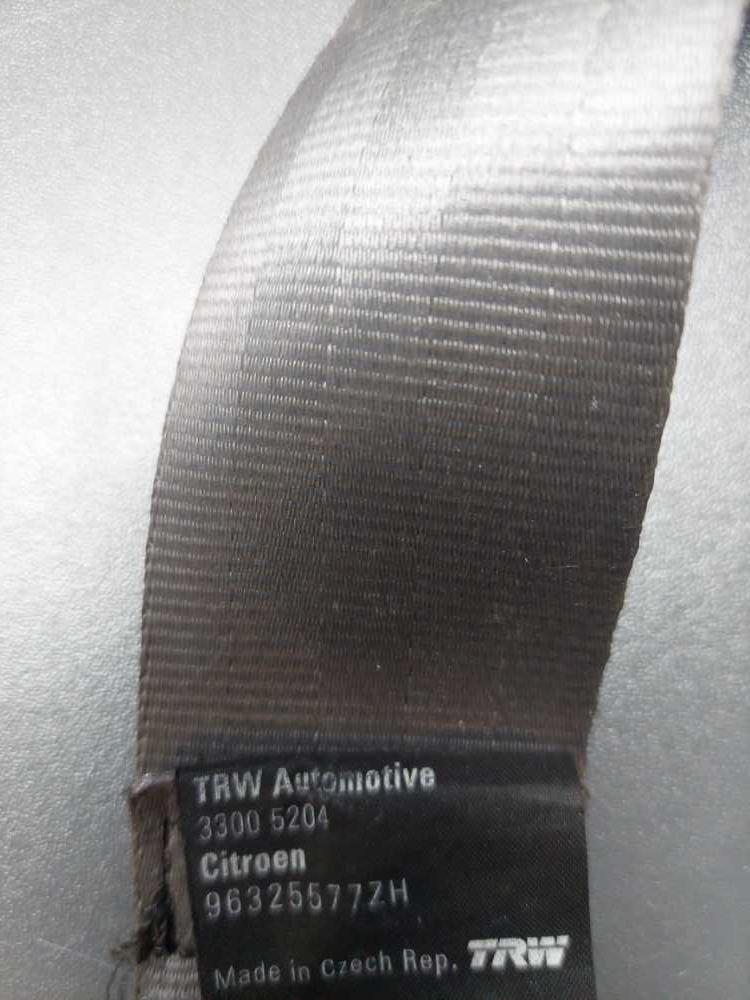 TRW Automotive
3300 5204
Citroen
96325577ZH
Made in Czech Rep. TRW